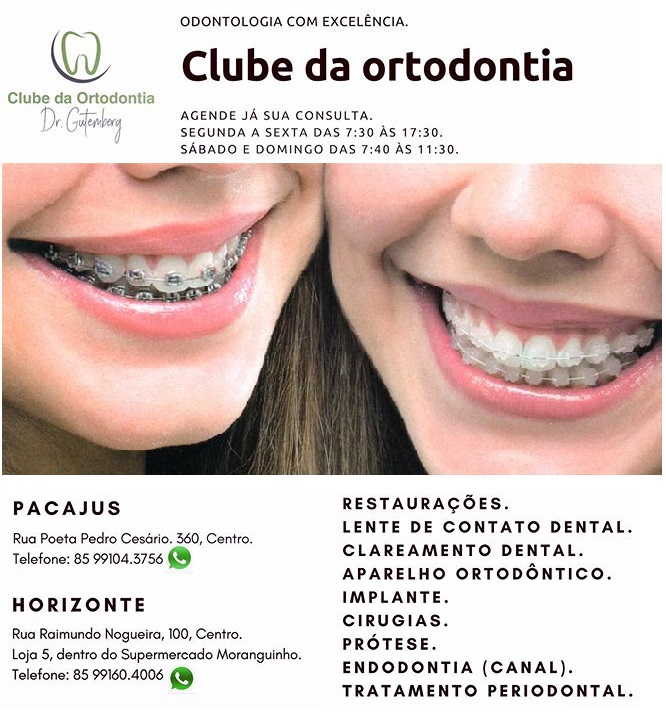 ODONTOLOGIA COM EXCELÊNCIA.
Clube da ortodontia
Clube da Ortodontia
Dr. Gutemberg
AGENDE JÁ SUA CONSULTA.
SEGUNDA A SEXTA DAS 7:30 ÀS 17:30.
SÁBADO E DOMINGO DAS 7:40 ÀS 11:30.
PACAJUS
Rua Poeta Pedro Cesário. 360, Centro.
Telefone: 85 99104.3756
HORIZONTE
Rua Raimundo Nogueira, 100, Centro.
Loja 5, dentro do Supermercado Moranguinho.
Telefone: 85 99160.4006
RESTAURAÇÕES.
LENTE DE CONTATO DENTAL.
CLAREAMENTO DENTAL.
APARELHO ORTODÔNTICO.
IMPLANTE.
CIRUGIAS.
PRÓTESE.
ENDODONTIA (CANAL).
TRATAMENTO PERIODONTAL.